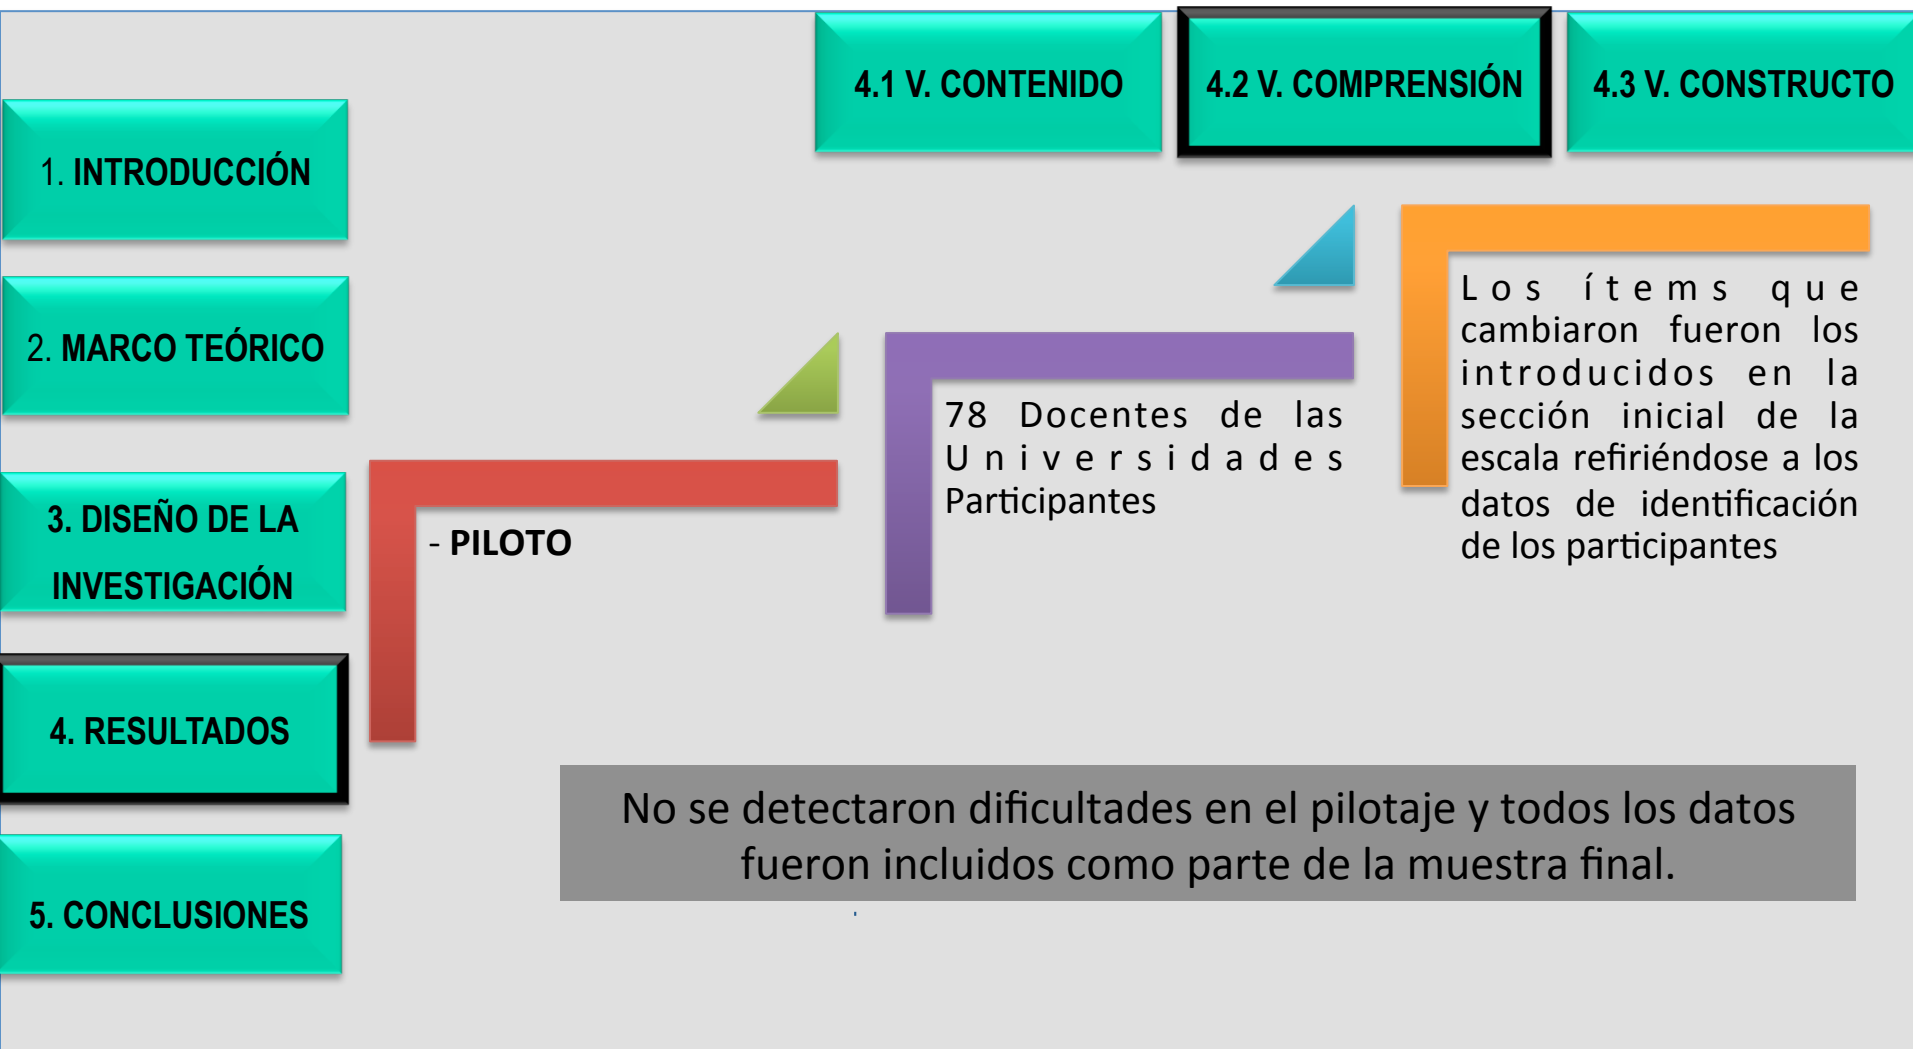 4.1 V. CONTENIDO
4.2 V. COMPRENSIÓN
4.3 V. CONSTRUCTO
1. INTRODUCCIÓN
2. MARCO TEÓRICO
3. DISEÑO DE LA
INVESTIGACIÓN
4. RESULTADOS
5. CONCLUSIONES
- PILOTO
78 Docentes de las
Universidades
Participantes
Los ítems que
cambiaron fueron los
introducidos en la
sección inicial de la
escala refiriéndose a los
datos de identificación
de los participantes
No se detectaron dificultades en el pilotaje y todos los datos
fueron incluidos como parte de la muestra final.